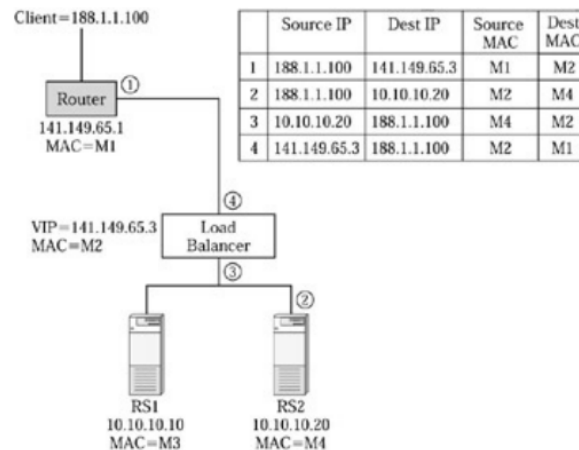 Client=188.1.1.100
①
Router
141.149.65.1
MAC=M1
Source IP Dest IP Source MAC Dest MAC
1 188.1.1.100 141.149.65.3 M1 M2
2 188.1.1.100 10.10.10.20 M2 M4
3 10.10.10.20 188.1.1.100 M4 M2
4 141.149.65.3 188.1.1.100 M2 M1
④
VIP=141.149.65.3
MAC=M2
Load
Balancer
③
②
RS1
10.10.10.10
MAC=M3
RS2
10.10.10.20
MAC=M4